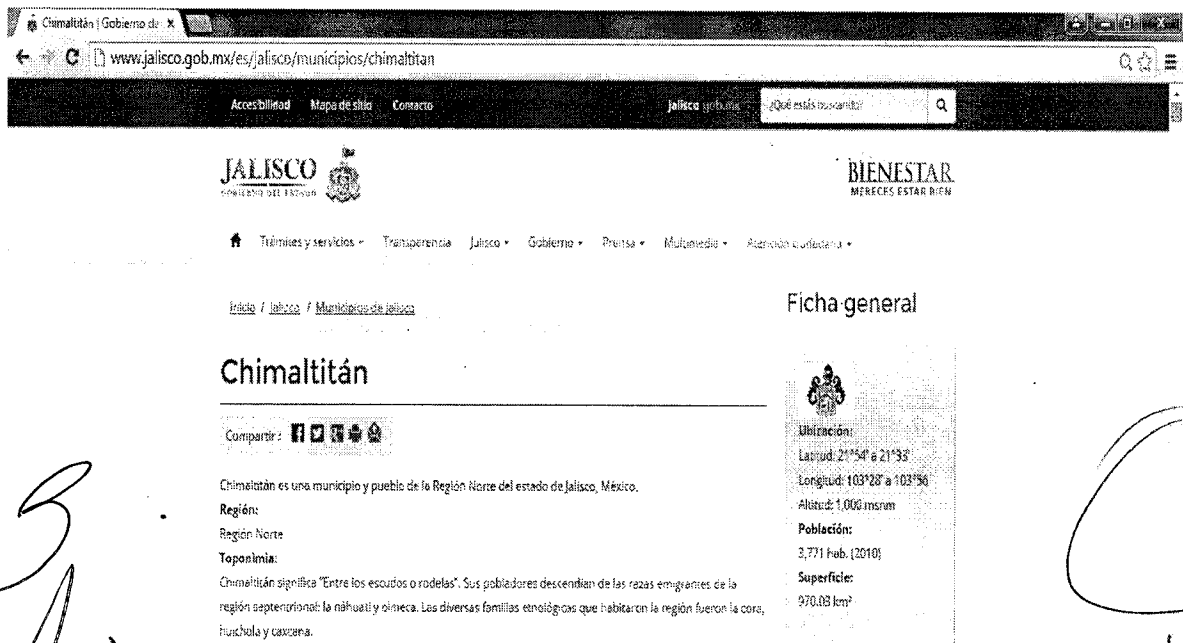 Chimaltitán | Gobierno de
www.jalisco.gob.mx/es/jalisco/municipios/chimaltitan
Accesibilidad Mapa de sitio Contacto jalisco gob.mx ¿Qué estás buscando?
JALISCO
GOBIERNO DEL ESTADO
BIENESTAR
MERECES ESTAR BIEN
Trámites y servicios Transparencia Jalisco Gobierno Prensa Multimedia Atención ciudadana
Inicio / Jalisco / Municipios de Jalisco
Ficha general
Chimaltitán
Compartir:
Ubicación:
Latitud: 21°54' a 21°33'
Longitud: 103°28' a 103°56'
Altitud: 1,000 msnm
Población:
3,771 hab. (2010)
Superficie:
970.03 km²
Chimaltitán es una municipio y pueblo de la Región Norte del estado de Jalisco, México.
Región:
Región Norte
Toponimia:
Chimaltitán significa "Entre los escudos o rodelas". Sus pobladores descendían de las razas emigrantes de la
región septentrional: la náhuatl y olmeca. Las diversas familias etnológicas que habitaron la región fueron la cora,
huichola y caxcana.